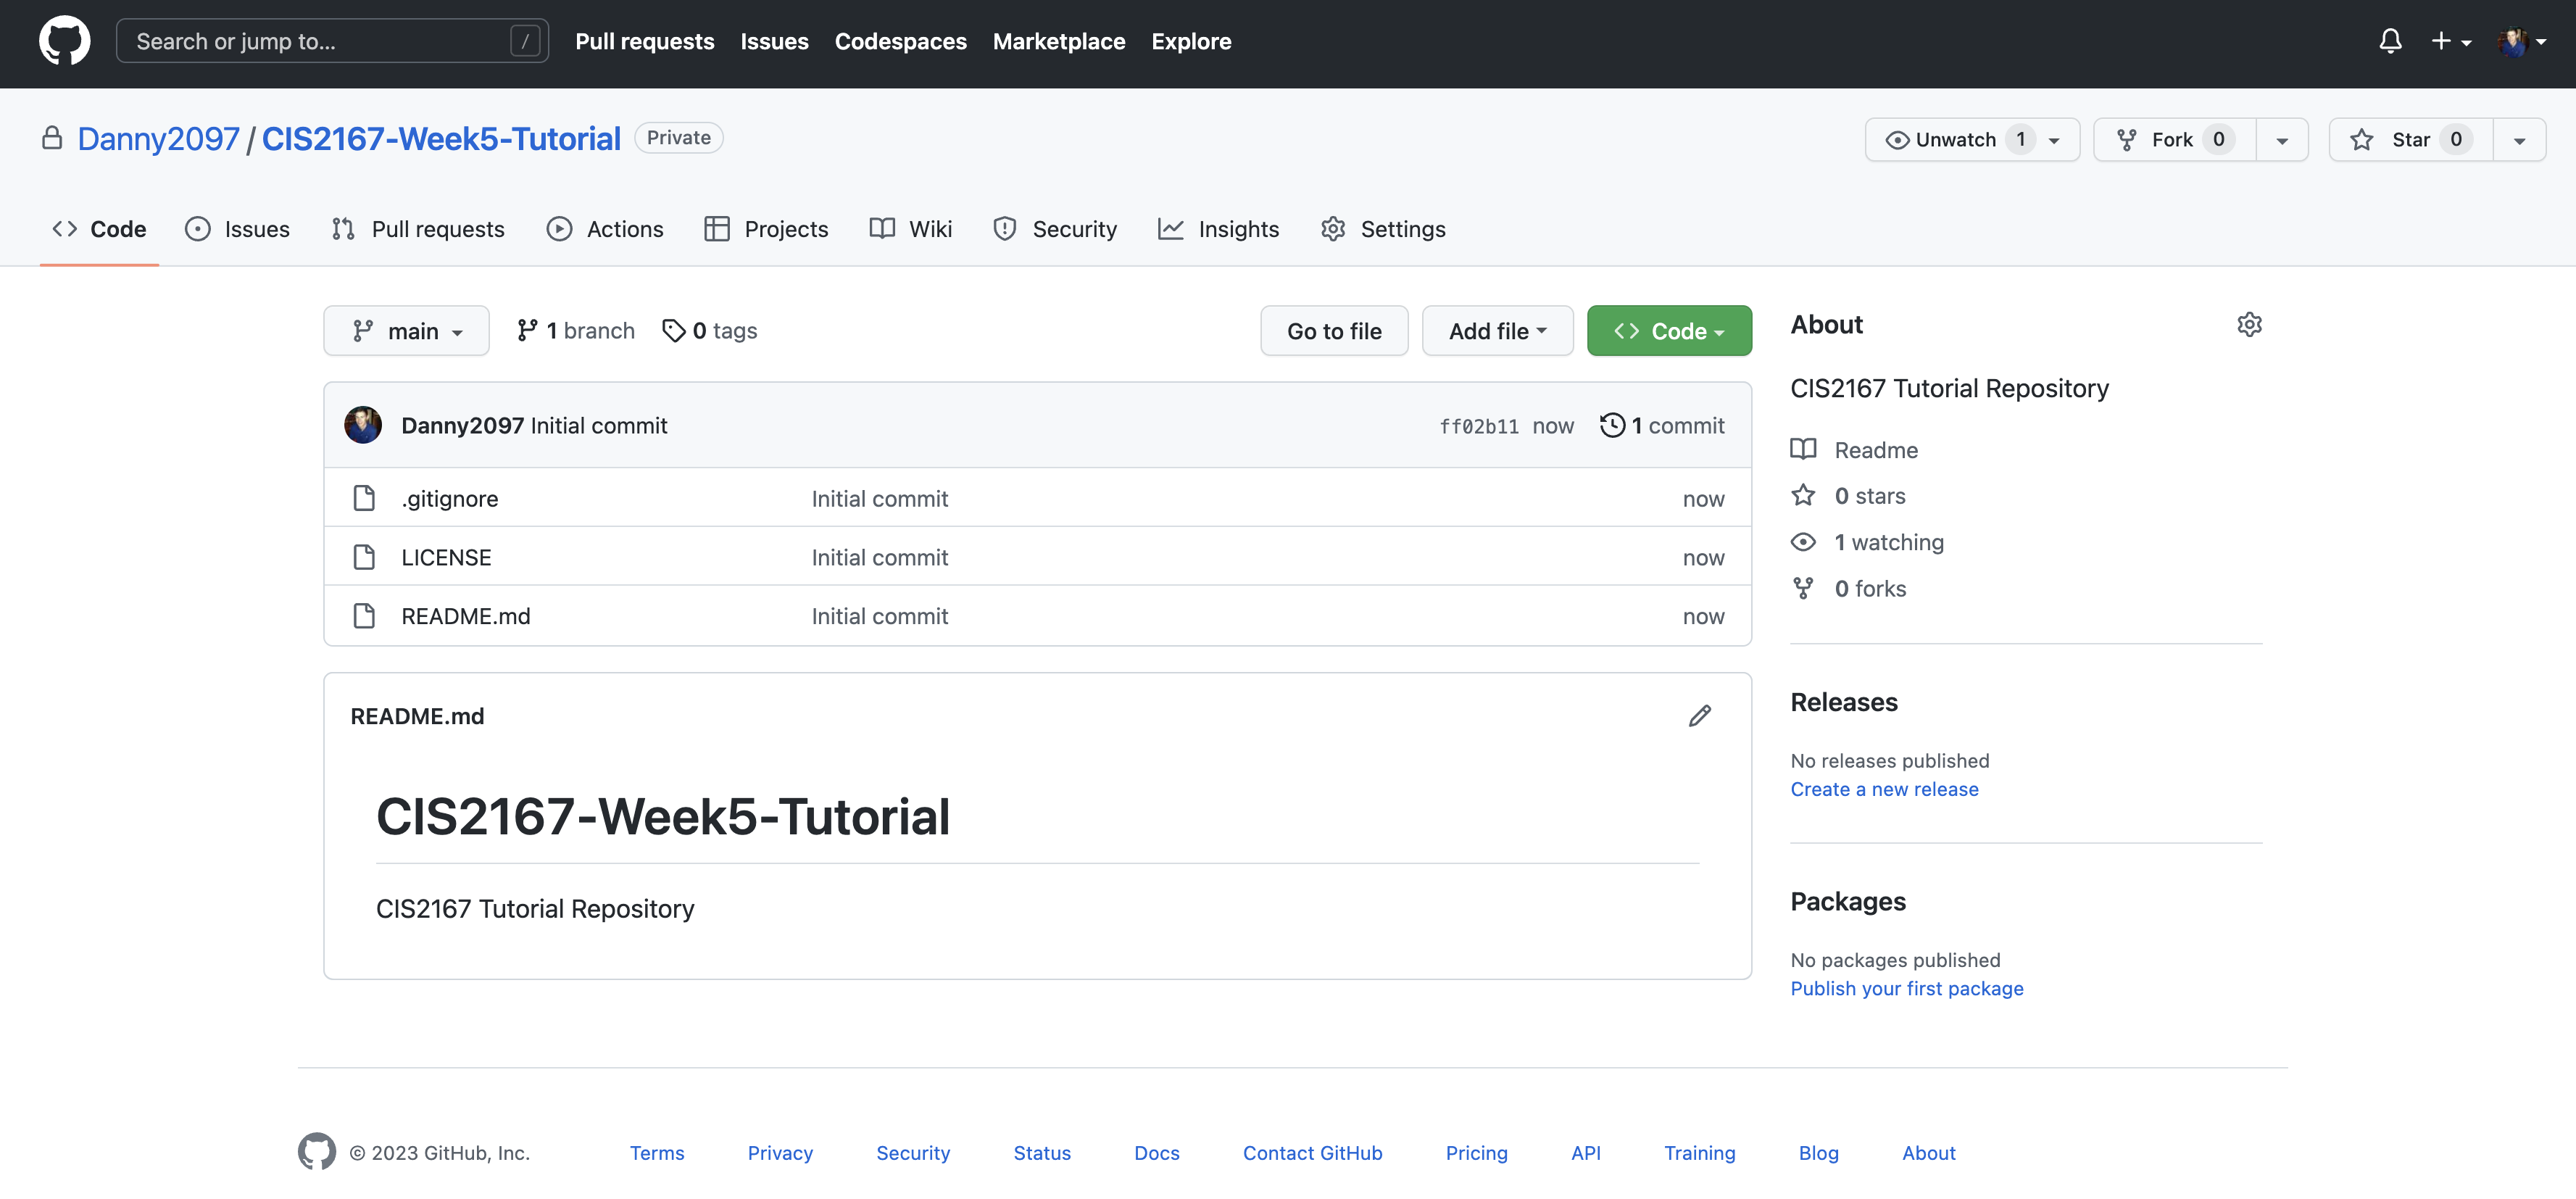 Search or jump to... / Pull requests Issues Codespaces Marketplace Explore
Danny2097 / CIS2167-Week5-Tutorial Private Unwatch 1 Fork 0 Star 0
Code Issues Pull requests Actions Projects Wiki Security Insights Settings
main 1 branch 0 tags Go to file Add file Code
Danny2097 Initial commit ff02b11 now 1 commit
.gitignore Initial commit now
LICENSE Initial commit now
README.md Initial commit now
README.md
CIS2167-Week5-Tutorial
CIS2167 Tutorial Repository
About
CIS2167 Tutorial Repository
Readme
0 stars
1 watching
0 forks
Releases
No releases published
Create a new release
Packages
No packages published
Publish your first package
© 2023 GitHub, Inc. Terms Privacy Security Status Docs Contact GitHub Pricing API Training Blog About